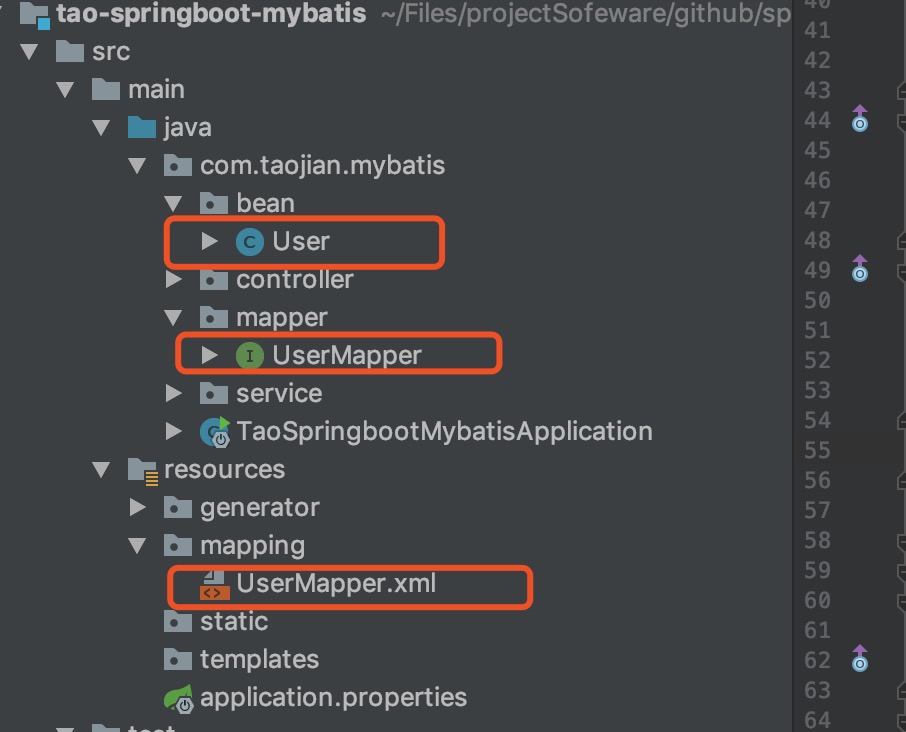 tao-springboot-mybatis ~/Files/projectSofeware/github/sp
src
main
java
com.taojian.mybatis
bean
C User
controller
mapper
I UserMapper
service
TaoSpringbootMybatisApplication
resources
generator
mapping
<> UserMapper.xml
static
templates
application.properties
test
40
41
42
43
44
45
46
47
48
49
50
51
52
53
54
55
56
57
58
59
60
61
62
63
64